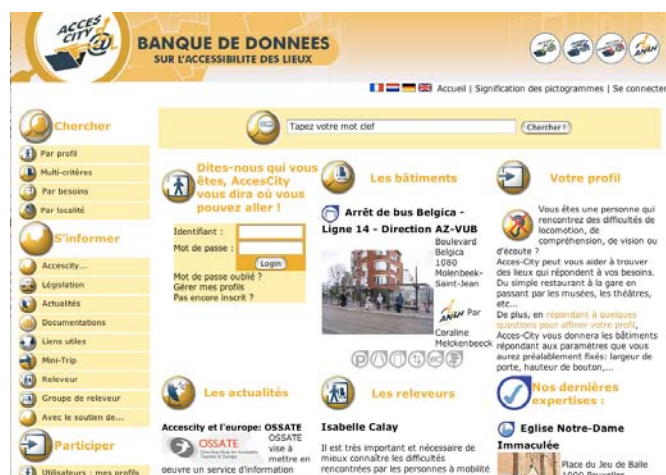 ACCES
CITY
BANQUE DE DONNEES
SUR L'ACCESSIBILITE DES LIEUX
Accueil | Signification des pictogrammes | Se connecter
Chercher
Par profil
Multi-critères
Par besoins
Par localité
S'informer
Accescity...
Législation
Actualités
Documentations
Liens utiles
Mini-Trip
Releveur
Groupe de releveur
Avec le soutien de...
Participer
Utilisateurs : mes profils
Tapez votre mot clef
Chercher !
Dites-nous qui vous
êtes, AccesCity
vous dira où vous
pouvez aller !
Identifiant :
Mot de passe :
Login
Mot de passe oublié ?
Gérer mes profils
Pas encore inscrit ?
Les actualités
Accescity et l'europe: OSSATE
OSSATE
OSSATE
vise à
mettre en
oeuvre un service d'information
Les bâtiments
Arrêt de bus Belgica -
Ligne 14 - Direction AZ-VUB
Boulevard
Belgica
1080
Molenbeek-
Saint-Jean
ANLH Par
Coraline
Melckenbeeck
Les releveurs
Isabelle Calay
Il est très important et nécessaire de
mieux connaître les difficultés
rencontrées par les personnes à mobilité
Votre profil
Vous êtes une personne qui
rencontrez des difficultés de
locomotion, de
compréhension, de vision ou
d'écoute ?
Acces-City peut vous aider à trouver
des lieux qui répondent à vos besoins.
Du simple restaurant à la gare en
passant par les musées, les théâtres,
etc...
De plus, en répondant à quelques
questions pour affiner votre profil,
Acces-City vous donnera les bâtiments
répondant aux paramètres que vous
aurez préalablement fixés: largeur de
porte, hauteur de bouton,...
Nos dernières
expertises :
Eglise Notre-Dame
Immaculée
Place du Jeu de Balle
1000 Bruxelles